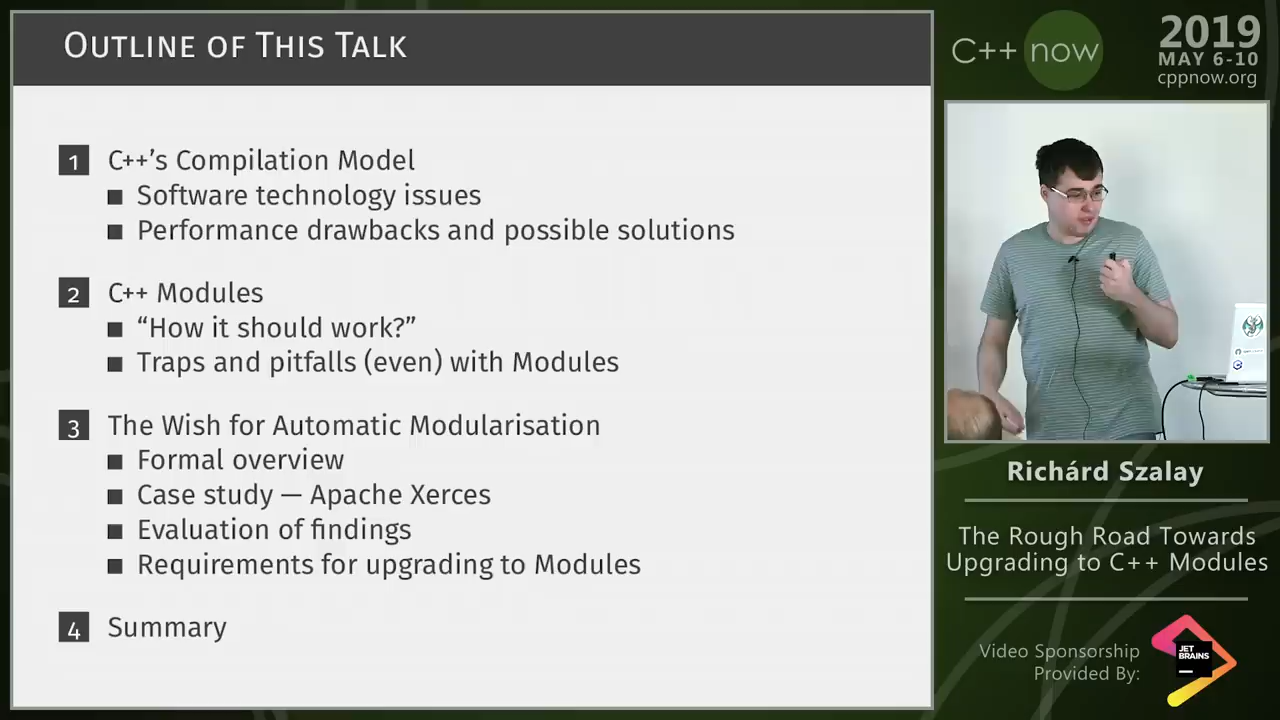 OUTLINE OF THIS TALK
1 C++’s Compilation Model
Software technology issues
Performance drawbacks and possible solutions
2 C++ Modules
“How it should work?”
Traps and pitfalls (even) with Modules
3 The Wish for Automatic Modularisation
Formal overview
Case study — Apache Xerces
Evaluation of findings
Requirements for upgrading to Modules
4 Summary
C++ now
2019
MAY 6-10
cppnow.org
Richárd Szalay
The Rough Road Towards
Upgrading to C++ Modules
Video Sponsorship
Provided By:
JET
BRAINS